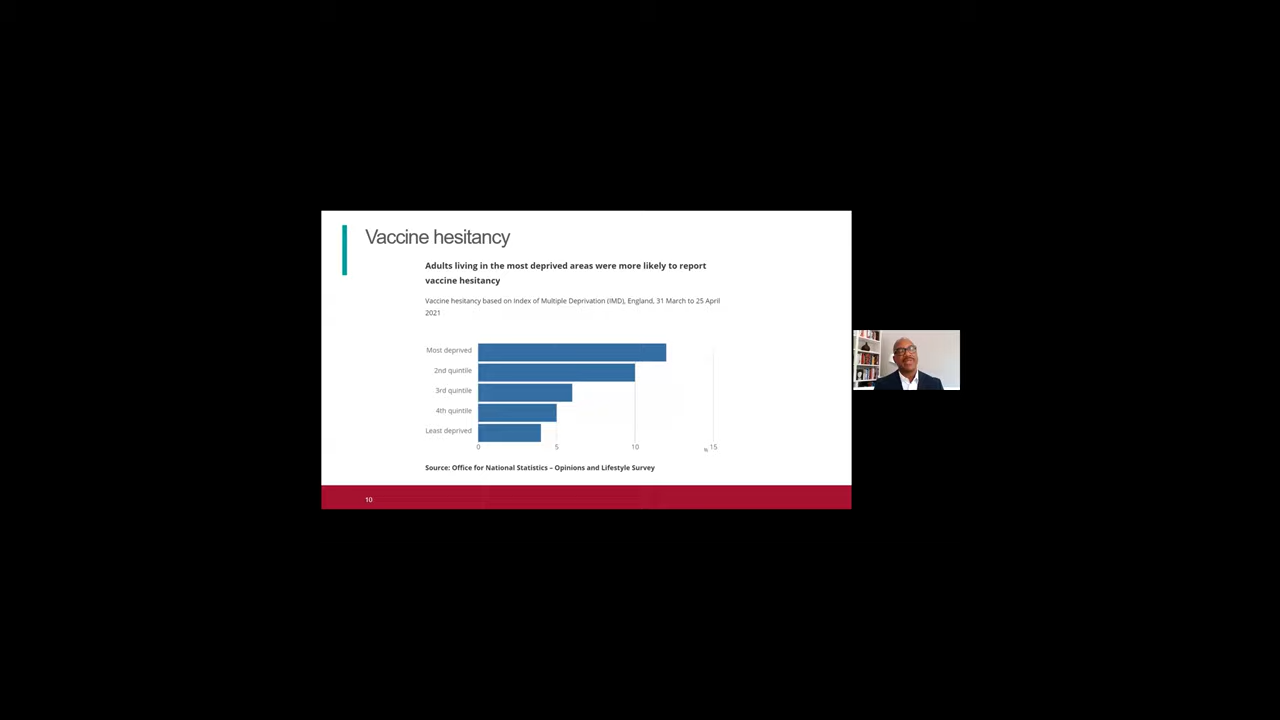 Vaccine hesitancy
Adults living in the most deprived areas were more likely to report
vaccine hesitancy
Vaccine hesitancy based on Index of Multiple Deprivation (IMD), England, 31 March to 25 April
2021
Most deprived
2nd quintile
3rd quintile
4th quintile
Least deprived
0 5 10 15
%
Source: Office for National Statistics – Opinions and Lifestyle Survey
10